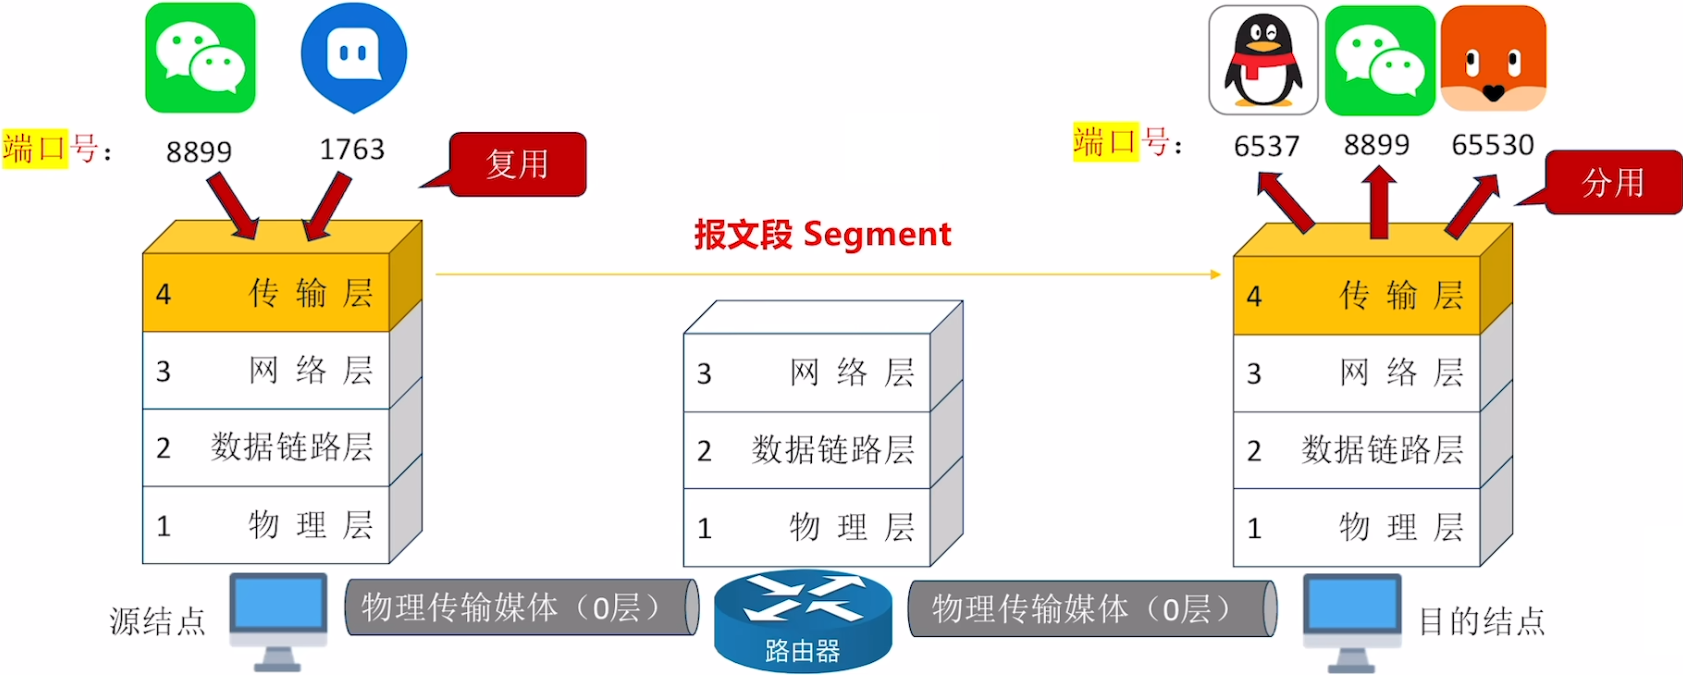 端口号：
8899
1763
复用
端口号：
6537
8899
65530
分用
报文段 Segment
4 传输层
3 网络层
2 数据链路层
1 物理层
3 网络层
2 数据链路层
1 物理层
4 传输层
3 网络层
2 数据链路层
1 物理层
源结点
物理传输媒体（0层）
路由器
物理传输媒体（0层）
目的结点